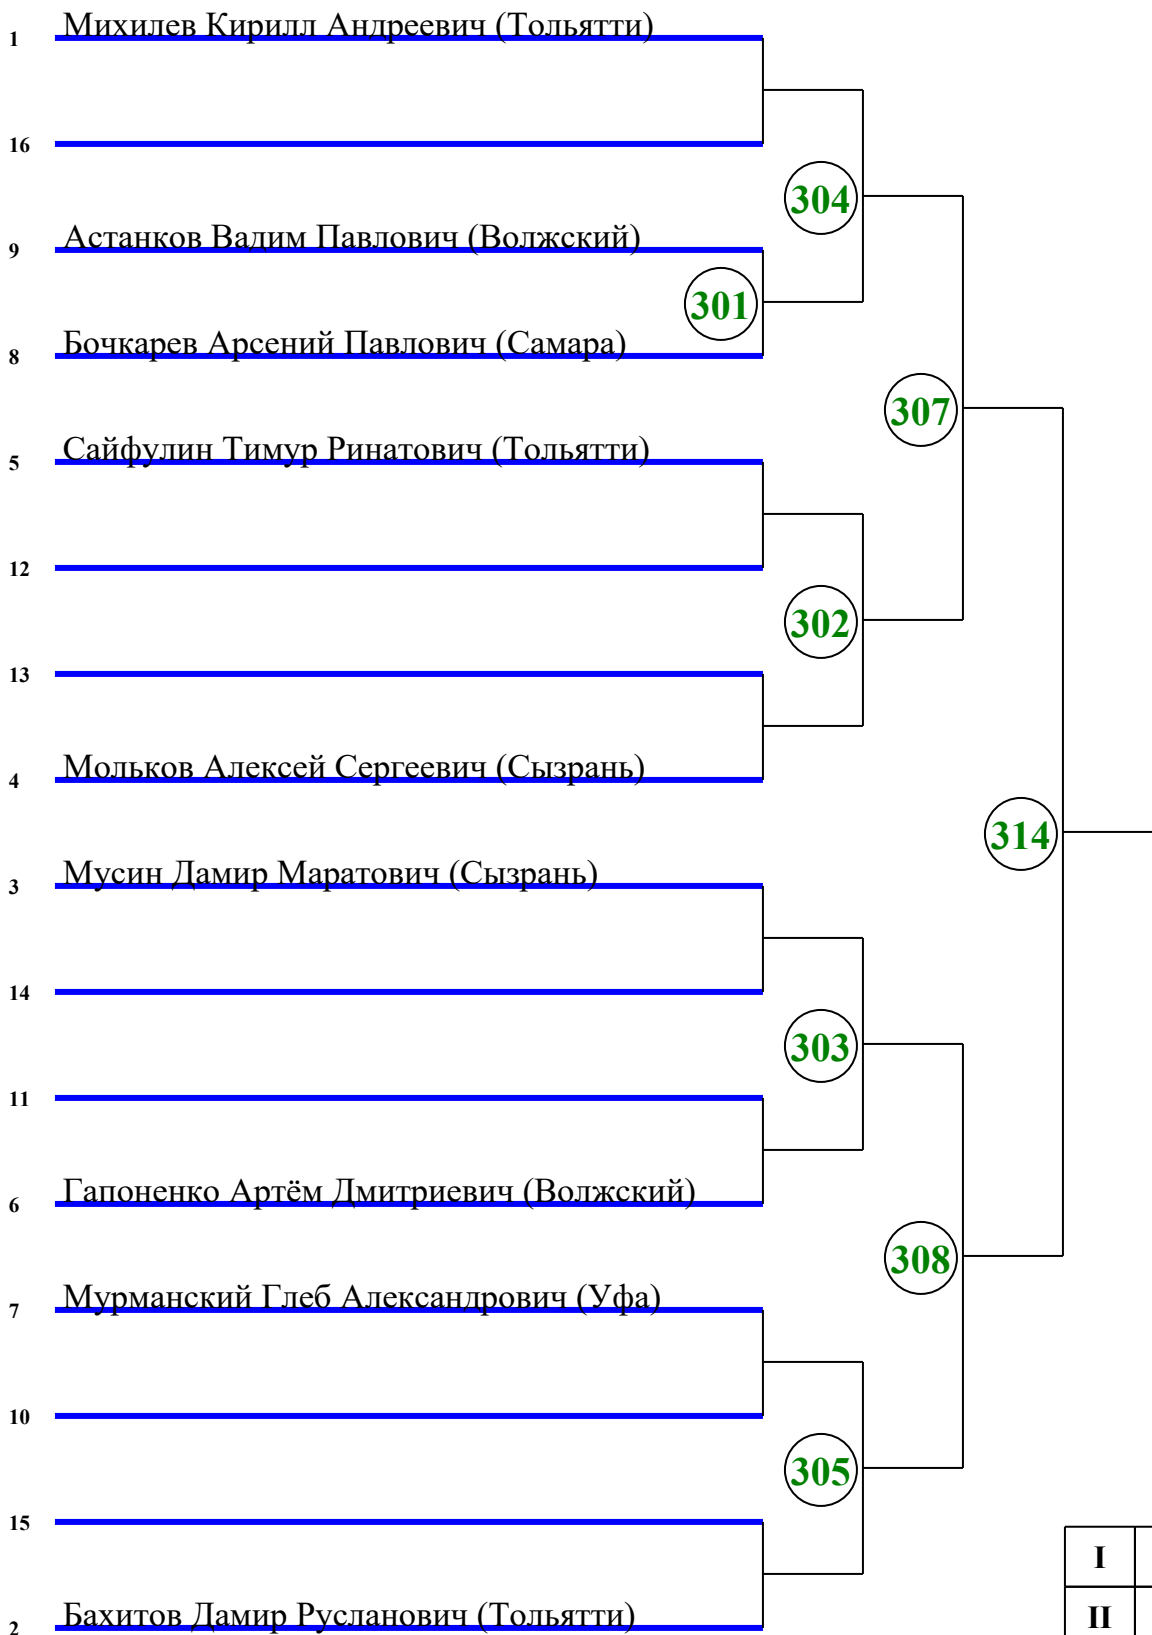 1 Михилев Кирилл Андреевич (Тольятти)
16
304
9 Астанков Вадим Павлович (Волжский)
301
8 Бочкарев Арсений Павлович (Самара)
307
5 Сайфулин Тимур Ринатович (Тольятти)
12
302
13
4 Мольков Алексей Сергеевич (Сызрань)
314
3 Мусин Дамир Маратович (Сызрань)
14
303
11
6 Гапоненко Артём Дмитриевич (Волжский)
308
7 Мурманский Глеб Александрович (Уфа)
10
305
15
I
2 Бахитов Дамир Русланович (Тольятти)
II